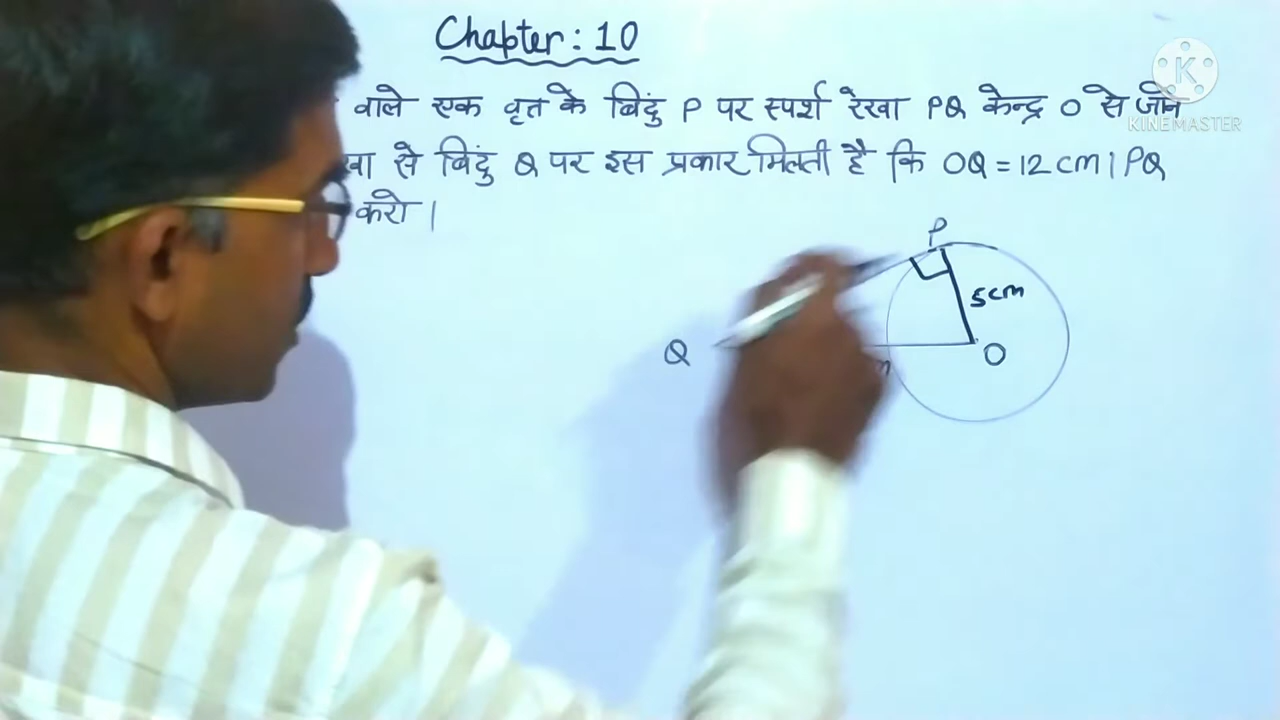 Chapter : 10
वाले एक वृत्त के बिंदु P पर स्पर्श रेखा PQ केन्द्र O से जाने
से बिंदु Q पर इस प्रकार मिलती है कि OQ = 12 cm । PQ
करो ।
P
5cm
Q
O
K
KINEMASTER